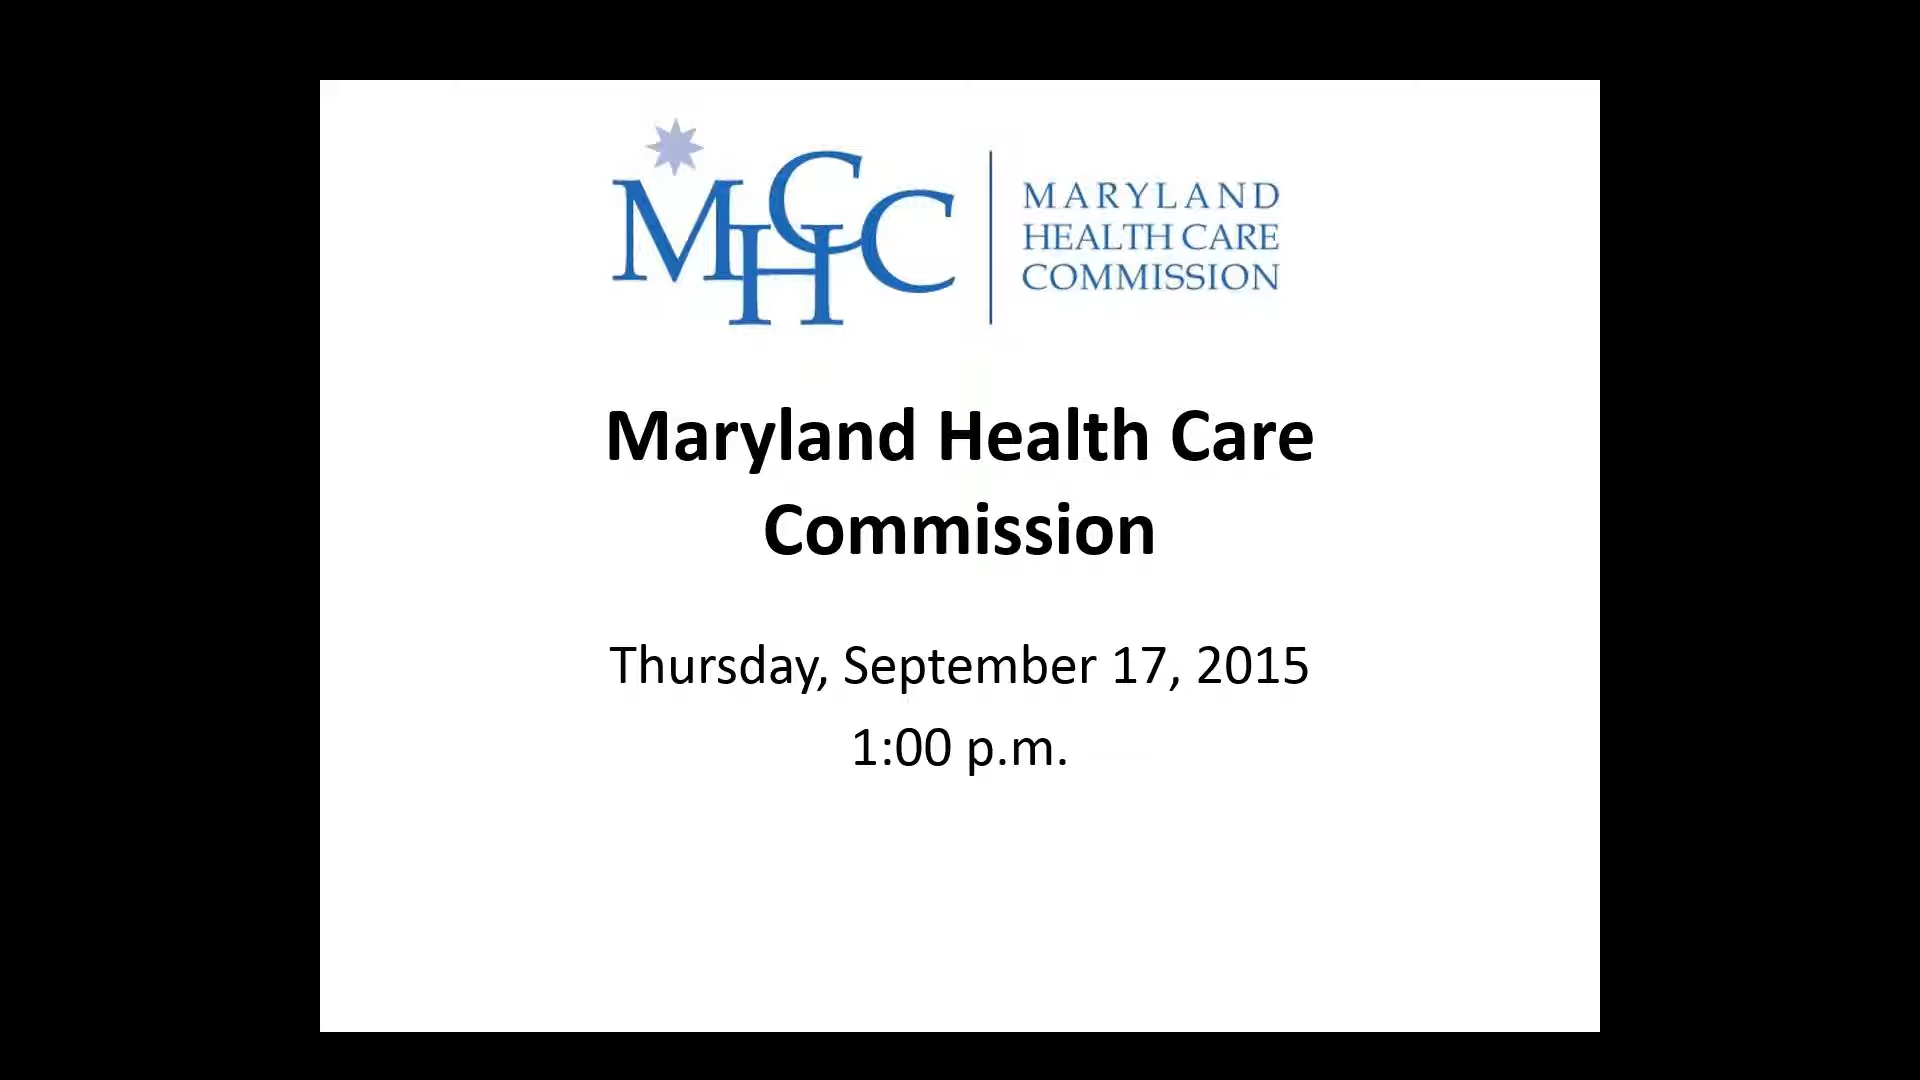 MHCC
MARYLAND
HEALTH CARE
COMMISSION
Maryland Health Care
Commission
Thursday, September 17, 2015
1:00 p.m.